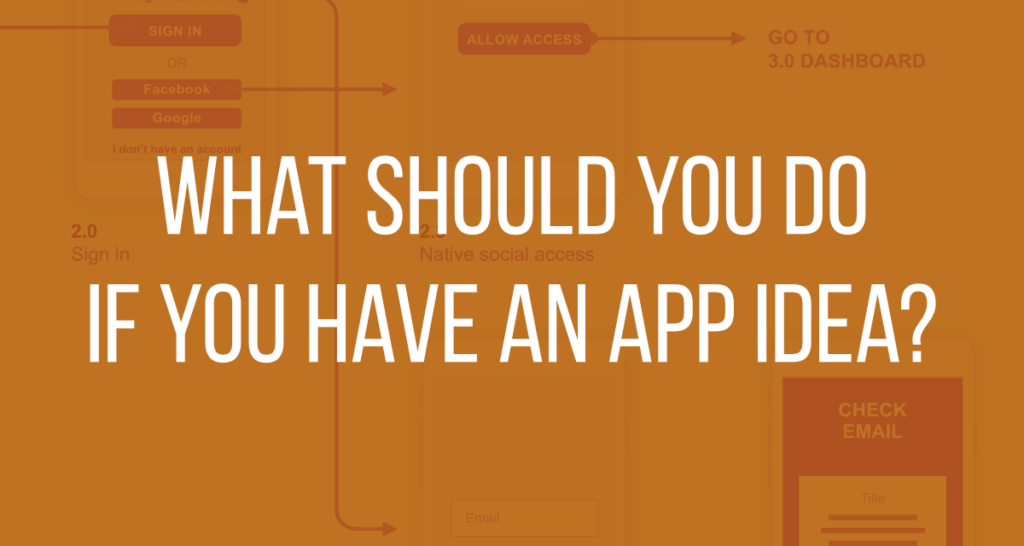 SIGN IN
ALLOW ACCESS
GO TO
3.0 DASHBOARD
OR
Facebook
Google
I don't have an account
WHAT SHOULD YOU DO
2.0
Sign in
Native social access
IF YOU HAVE AN APP IDEA?
CHECK
EMAIL
Title
Email